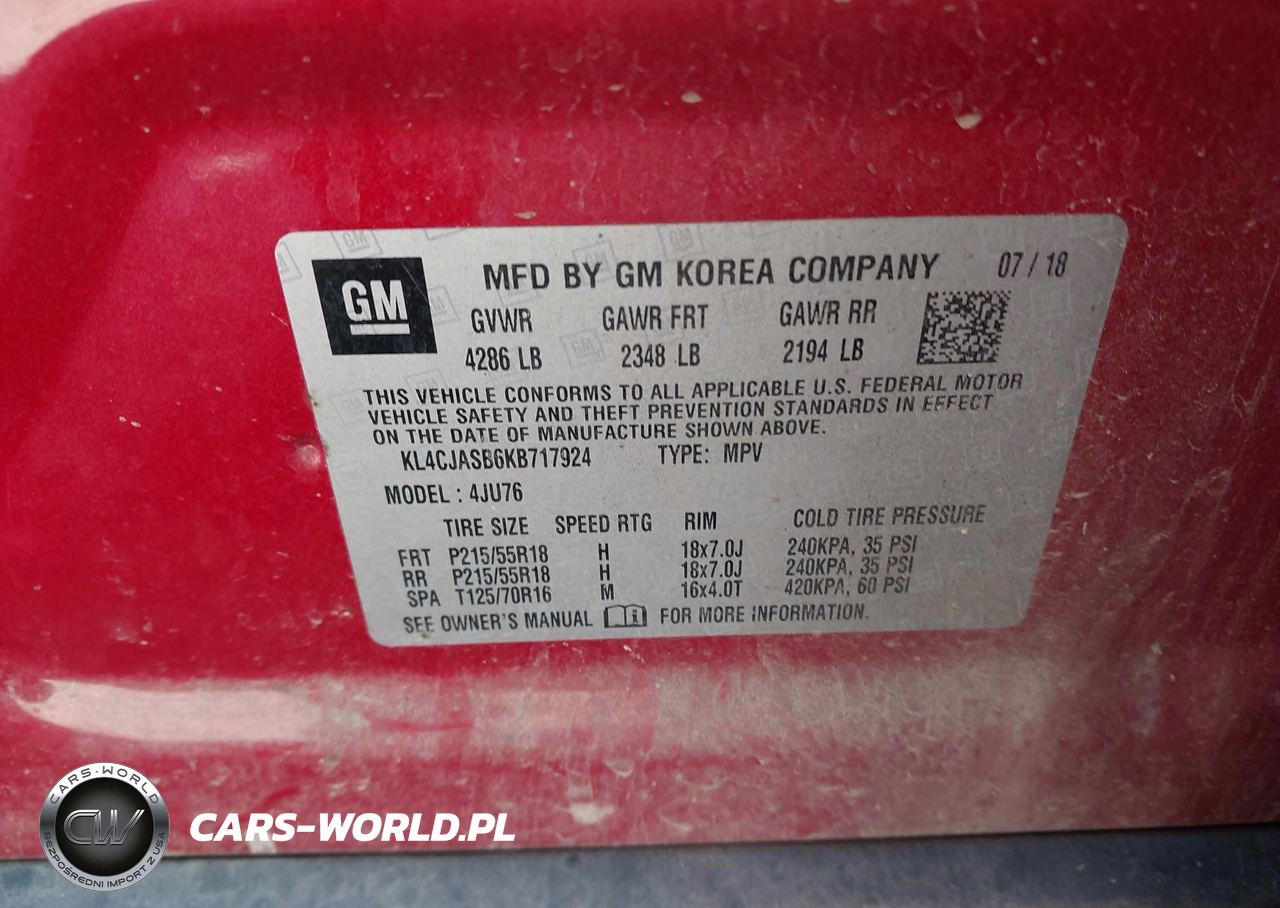 GM
MFD BY GM KOREA COMPANY 07 / 18
GVWR GAWR FRT GAWR RR
4286 LB 2348 LB 2194 LB
THIS VEHICLE CONFORMS TO ALL APPLICABLE U.S. FEDERAL MOTOR
VEHICLE SAFETY AND THEFT PREVENTION STANDARDS IN EFFECT
ON THE DATE OF MANUFACTURE SHOWN ABOVE.
KL4CJASB6KB717924 TYPE: MPV
MODEL : 4JU76
TIRE SIZE SPEED RTG RIM COLD TIRE PRESSURE
FRT P215/55R18 H 18x7.0J 240KPA, 35 PSI
RR P215/55R18 H 18x7.0J 240KPA, 35 PSI
SPA T125/70R16 M 16x4.0T 420KPA, 60 PSI
SEE OWNER'S MANUAL i FOR MORE INFORMATION.
CARS-WORLD
CW
BEZPOŚREDNI IMPORT Z USA
CARS-WORLD.PL